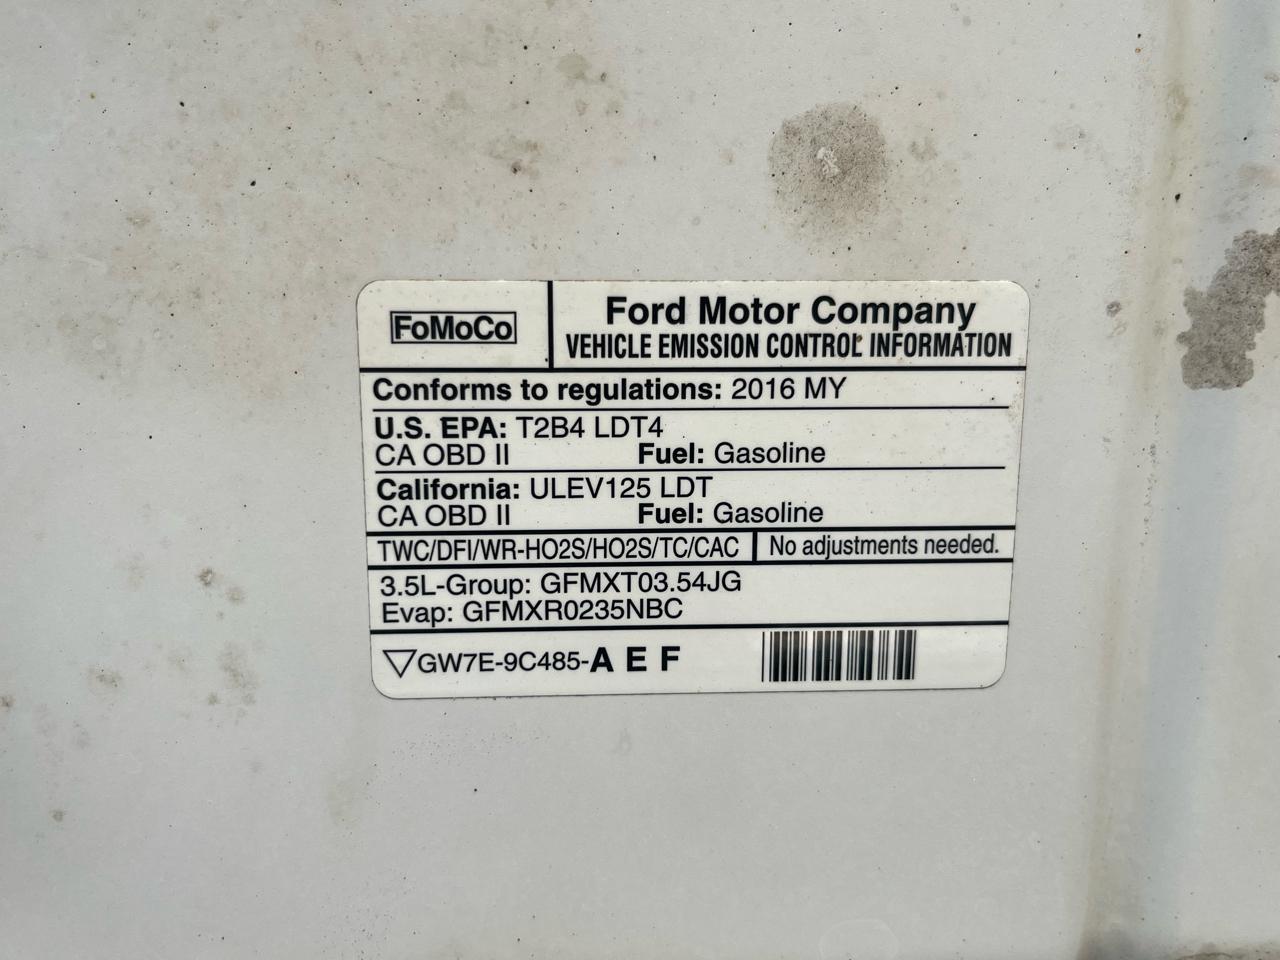 FoMoCo
Ford Motor Company
VEHICLE EMISSION CONTROL INFORMATION
Conforms to regulations: 2016 MY
U.S. EPA: T2B4 LDT4
CA OBD II Fuel: Gasoline
California: ULEV125 LDT
CA OBD II Fuel: Gasoline
TWC/DFI/WR-HO2S/HO2S/TC/CAC No adjustments needed.
3.5L-Group: GFMXT03.54JG
Evap: GFMXR0235NBC
GW7E-9C485-A E F